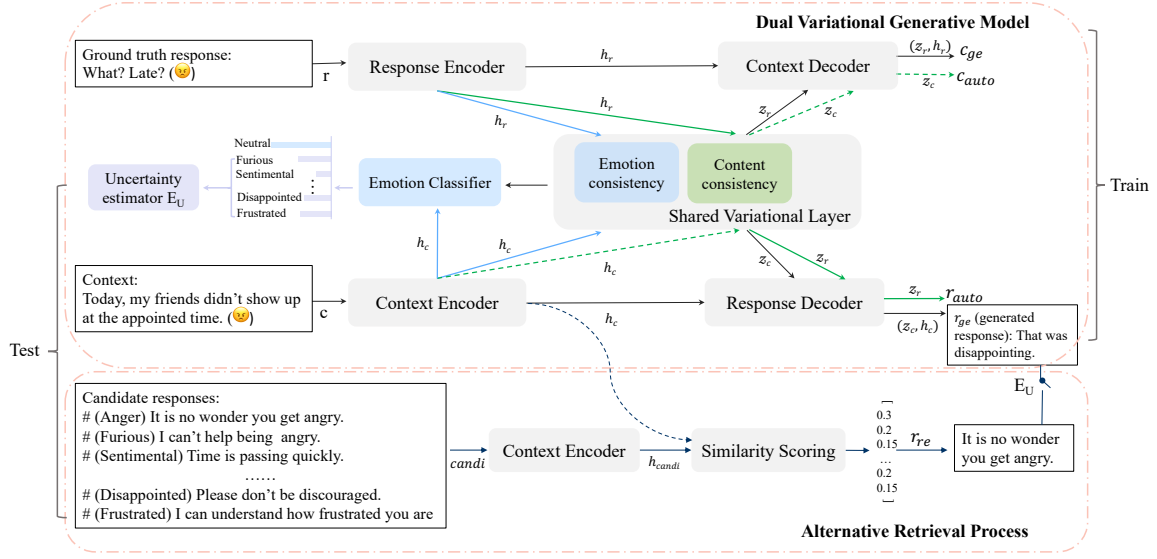 Dual Variational Generative Model
Ground truth response:
What? Late? (😠)
r
Response Encoder
h_r
Context Decoder
(z_r, h_r)
c_ge
z_c
c_auto
h_r
h_r
z_r
z_c
Neutral
Furious
Sentimental
⋮
Disappointed
Frustrated
Uncertainty
estimator E_U
Emotion Classifier
Emotion
consistency
Content
consistency
Shared Variational Layer
Train
h_c
h_c
h_c
z_c
z_r
Context:
Today, my friends didn't show up
at the appointed time. (😠)
c
Context Encoder
h_c
Response Decoder
z_r
r_auto
(z_c, h_c)
r_ge (generated
response): That was
disappointing.
Test
E_U
Candidate responses:
# (Anger) It is no wonder you get angry.
# (Furious) I can't help being angry.
# (Sentimental) Time is passing quickly.
......
# (Disappointed) Please don't be discouraged.
# (Frustrated) I can understand how frustrated you are
candi
Context Encoder
h_candi
Similarity Scoring
[
0.3
0.2
0.15
...
0.2
0.15
]
r_re
It is no wonder
you get angry.
Alternative Retrieval Process